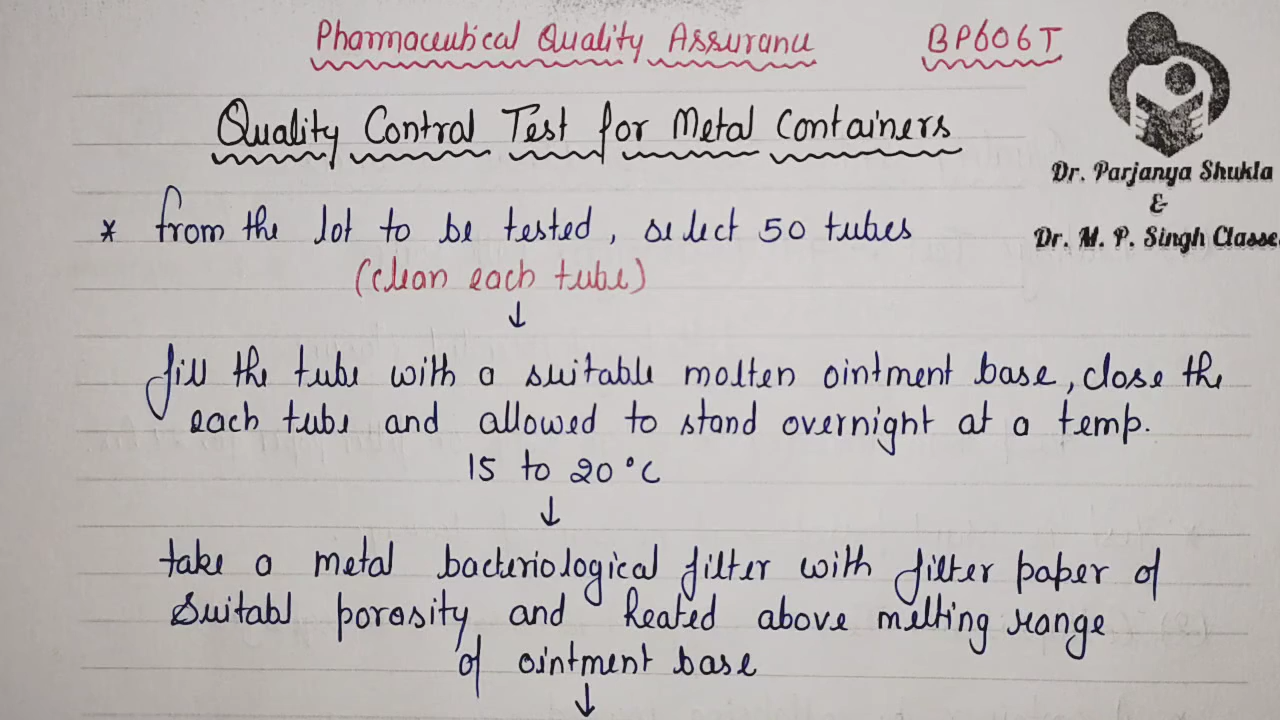 Pharmaceutical Quality Assurance BP606T
Quality Control Test for Metal Containers
Dr. Parjanya Shukla
&
Dr. M. P. Singh Classe
* from the lot to be tested, select 50 tubes
(clean each tube)
↓
fill the tube with a suitable molten ointment base, close the
each tube and allowed to stand overnight at a temp.
15 to 20°C
↓
take a metal bacteriological filter with filter paper of
suitabl porosity and heated above melting range
of ointment base
↓